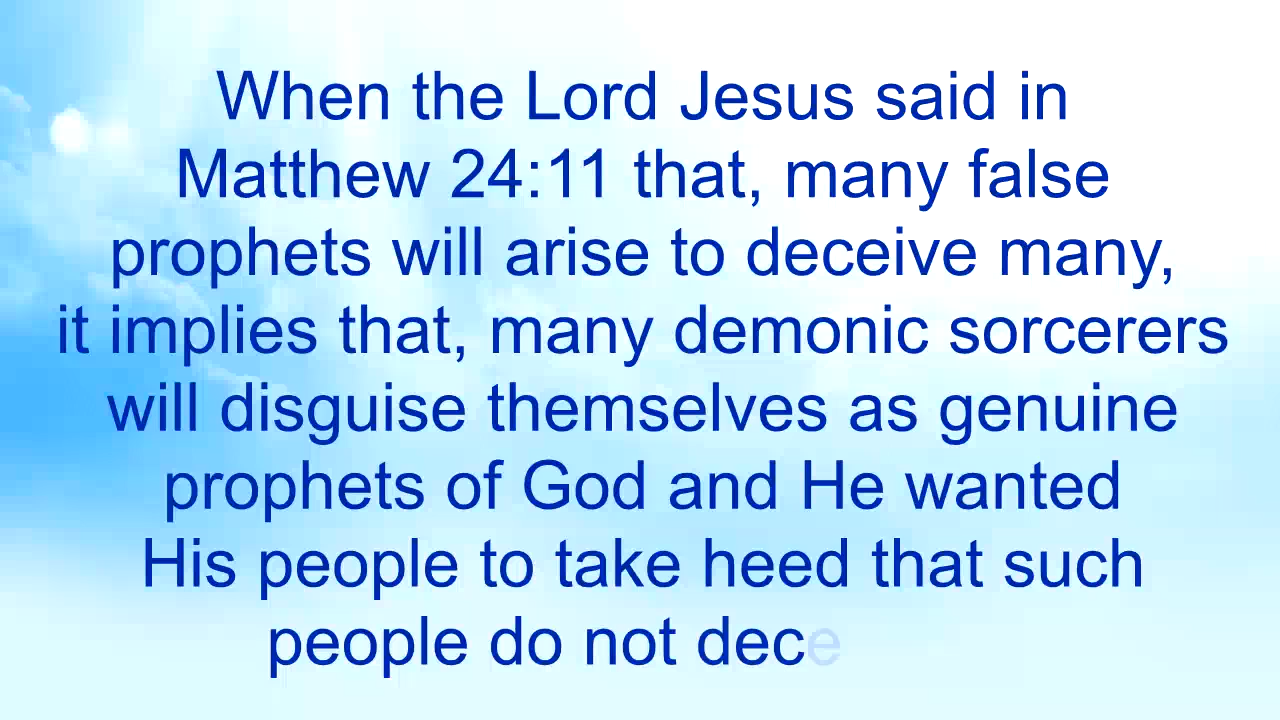 When the Lord Jesus said in
Matthew 24:11 that, many false
prophets will arise to deceive many,
it implies that, many demonic sorcerers
will disguise themselves as genuine
prophets of God and He wanted
His people to take heed that such
people do not dece